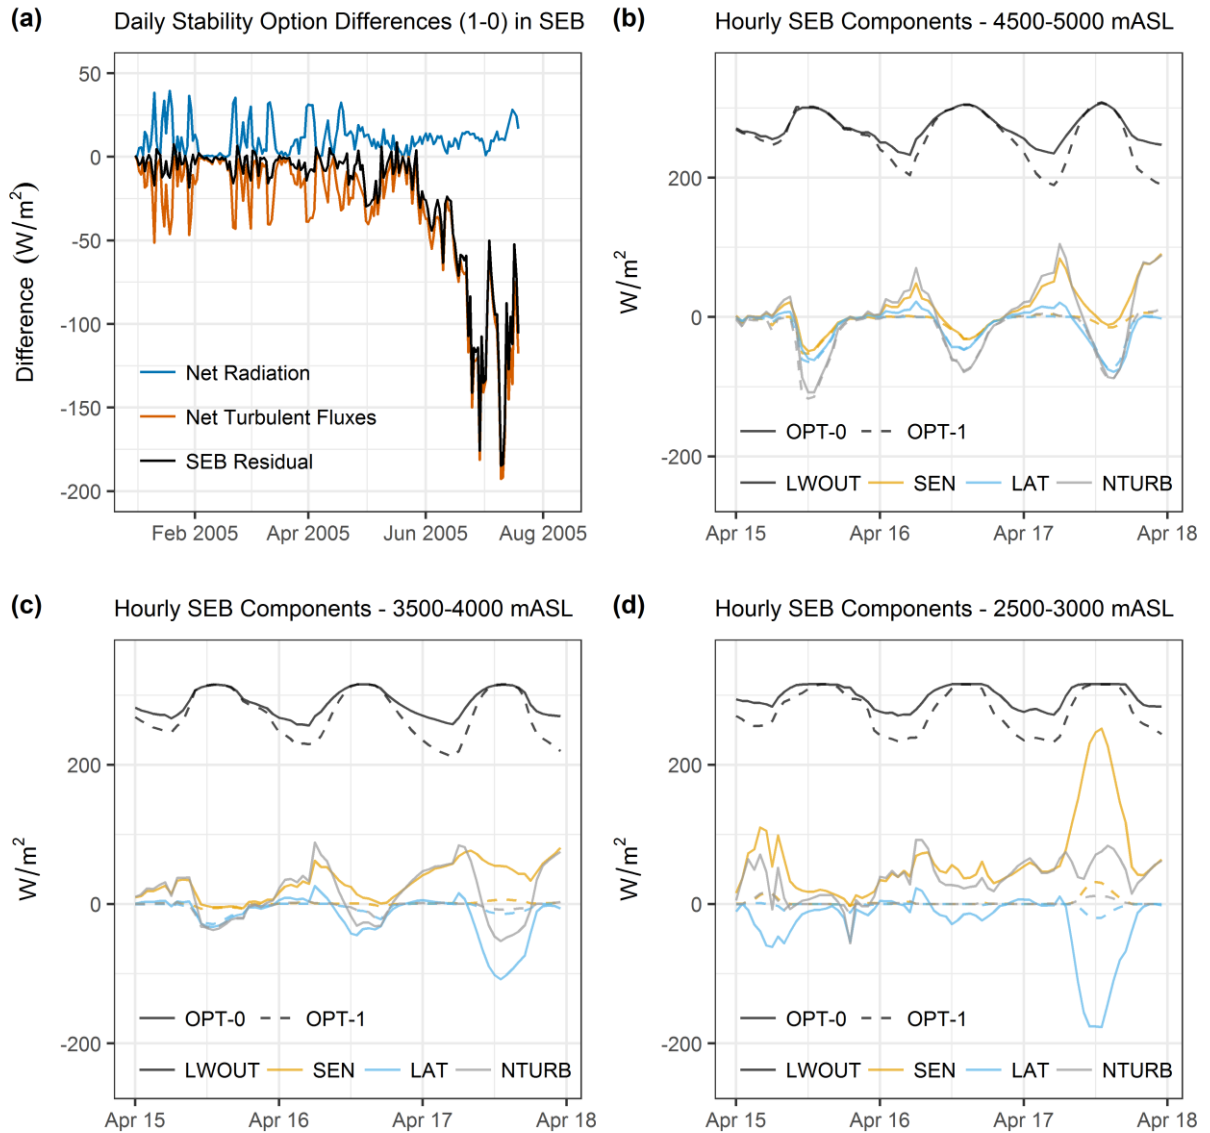 (a) Daily Stability Option Differences (1-0) in SEB
Difference (W/m²)
50
0
-50
-100
-150
-200
Net Radiation
Net Turbulent Fluxes
SEB Residual
Feb 2005 Apr 2005 Jun 2005 Aug 2005
(b) Hourly SEB Components - 4500-5000 mASL
W/m²
200
0
-200
OPT-0 OPT-1
LWOUT SEN LAT NTURB
Apr 15 Apr 16 Apr 17 Apr 18
(c) Hourly SEB Components - 3500-4000 mASL
W/m²
200
0
-200
OPT-0 OPT-1
LWOUT SEN LAT NTURB
Apr 15 Apr 16 Apr 17 Apr 18
(d) Hourly SEB Components - 2500-3000 mASL
W/m²
200
0
-200
OPT-0 OPT-1
LWOUT SEN LAT NTURB
Apr 15 Apr 16 Apr 17 Apr 18